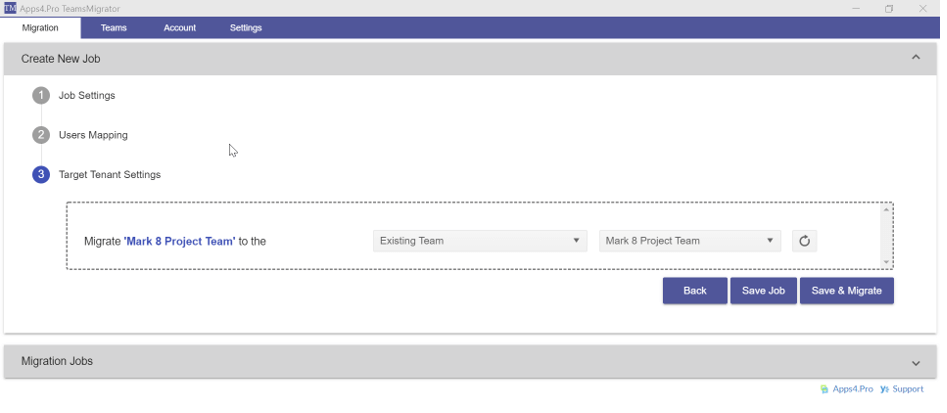 TM Apps4.Pro TeamsMigrator
Migration Teams Account Settings
Create New Job
1 Job Settings
2 Users Mapping
3 Target Tenant Settings
Migrate 'Mark 8 Project Team' to the Existing Team Mark 8 Project Team
Back Save Job Save & Migrate
Migration Jobs
Apps4.Pro Support